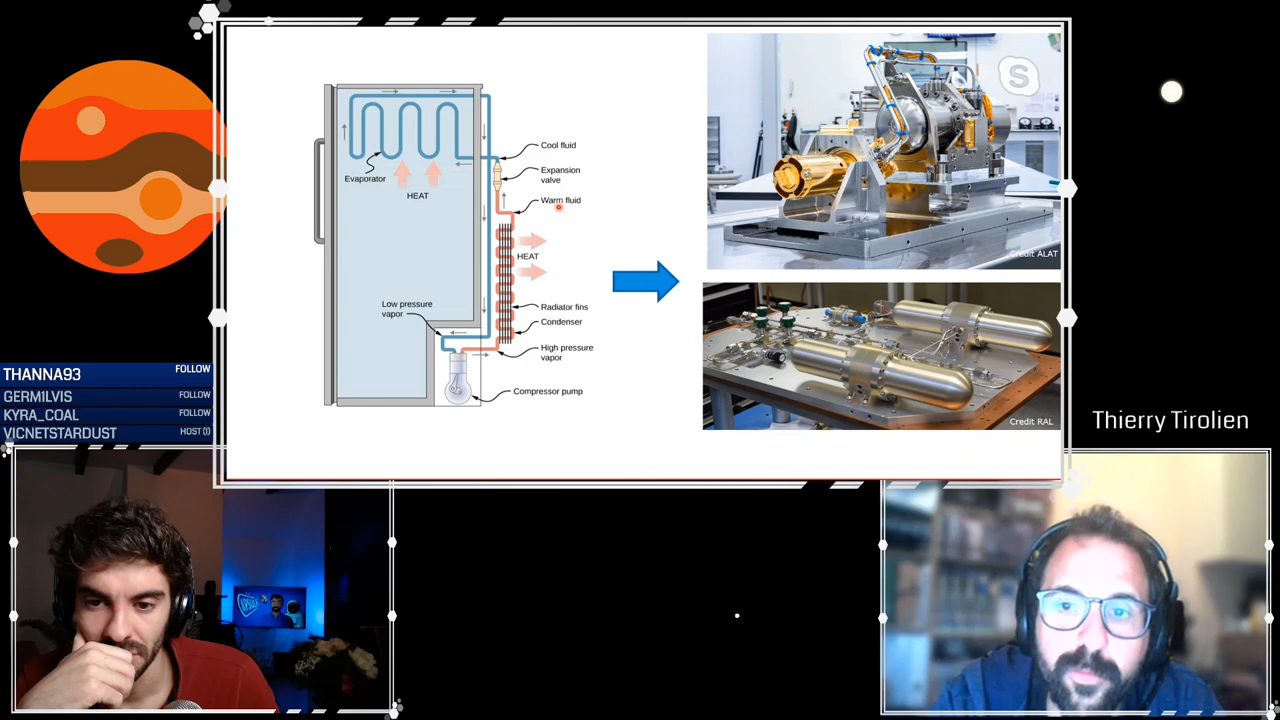 Cool fluid
Expansion
valve
Evaporator
HEAT
Warm fluid
HEAT
Low pressure
vapor
Radiator fins
Condenser
High pressure
vapor
Compressor pump
S
Credit ALAT
Credit RAL
THANNA93 FOLLOW
GERMILVIS FOLLOW
KYRA_COAL FOLLOW
VICNETSTARDUST HOST (1)
Thierry Tirolien